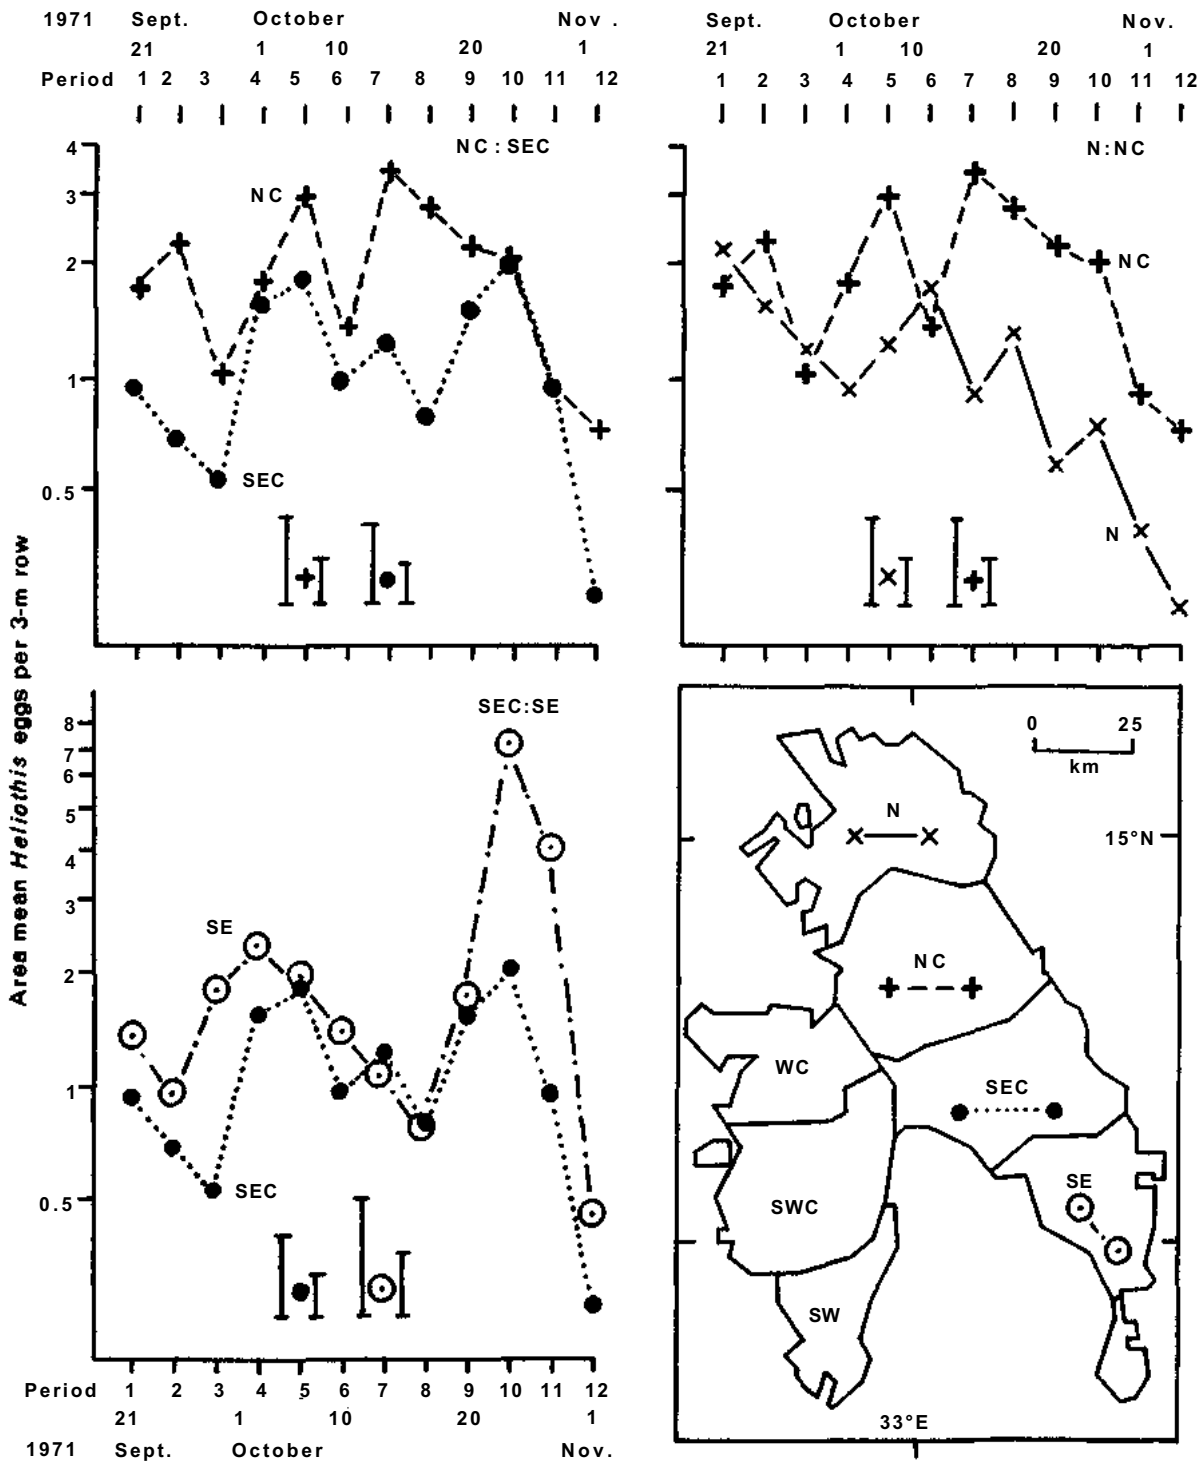 1971 Sept. October Nov .
21 1 10 20 1
Period 1 2 3 4 5 6 7 8 9 10 11 12
NC : SEC
4
NC
3
2
1
SEC
0.5
Sept. October Nov.
21 1 10 20 1
1 2 3 4 5 6 7 8 9 10 11 12
N:NC
NC
N
Area mean Heliothis eggs per 3-m row
SEC:SE
8
7
6
5
4
3
SE
2
1
SEC
0.5
Period 1 2 3 4 5 6 7 8 9 10 11 12
21 1 10 20 1
1971 Sept. October Nov.
0 25
km
N
15°N
NC
WC
SEC
SE
SWC
SW
33°E